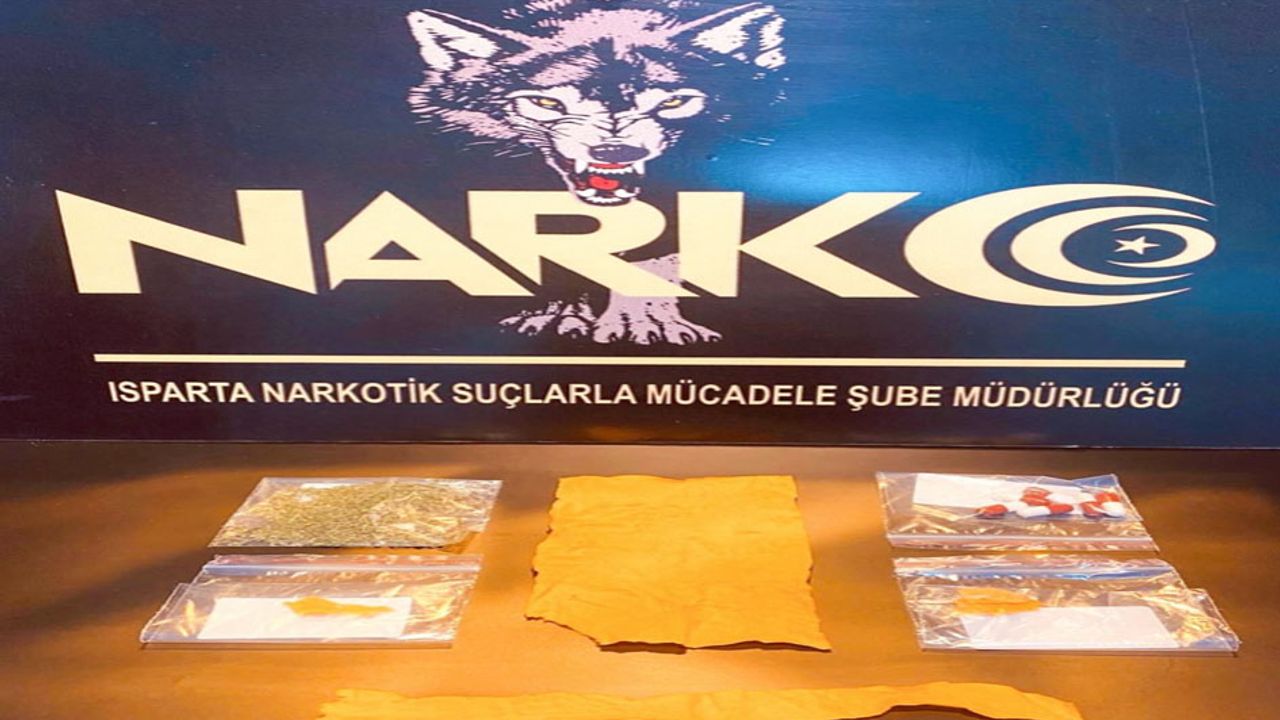 NARKO
ISPARTA NARKOTİK SUÇLARLA MÜCADELE ŞUBE MÜDÜRLÜĞÜ